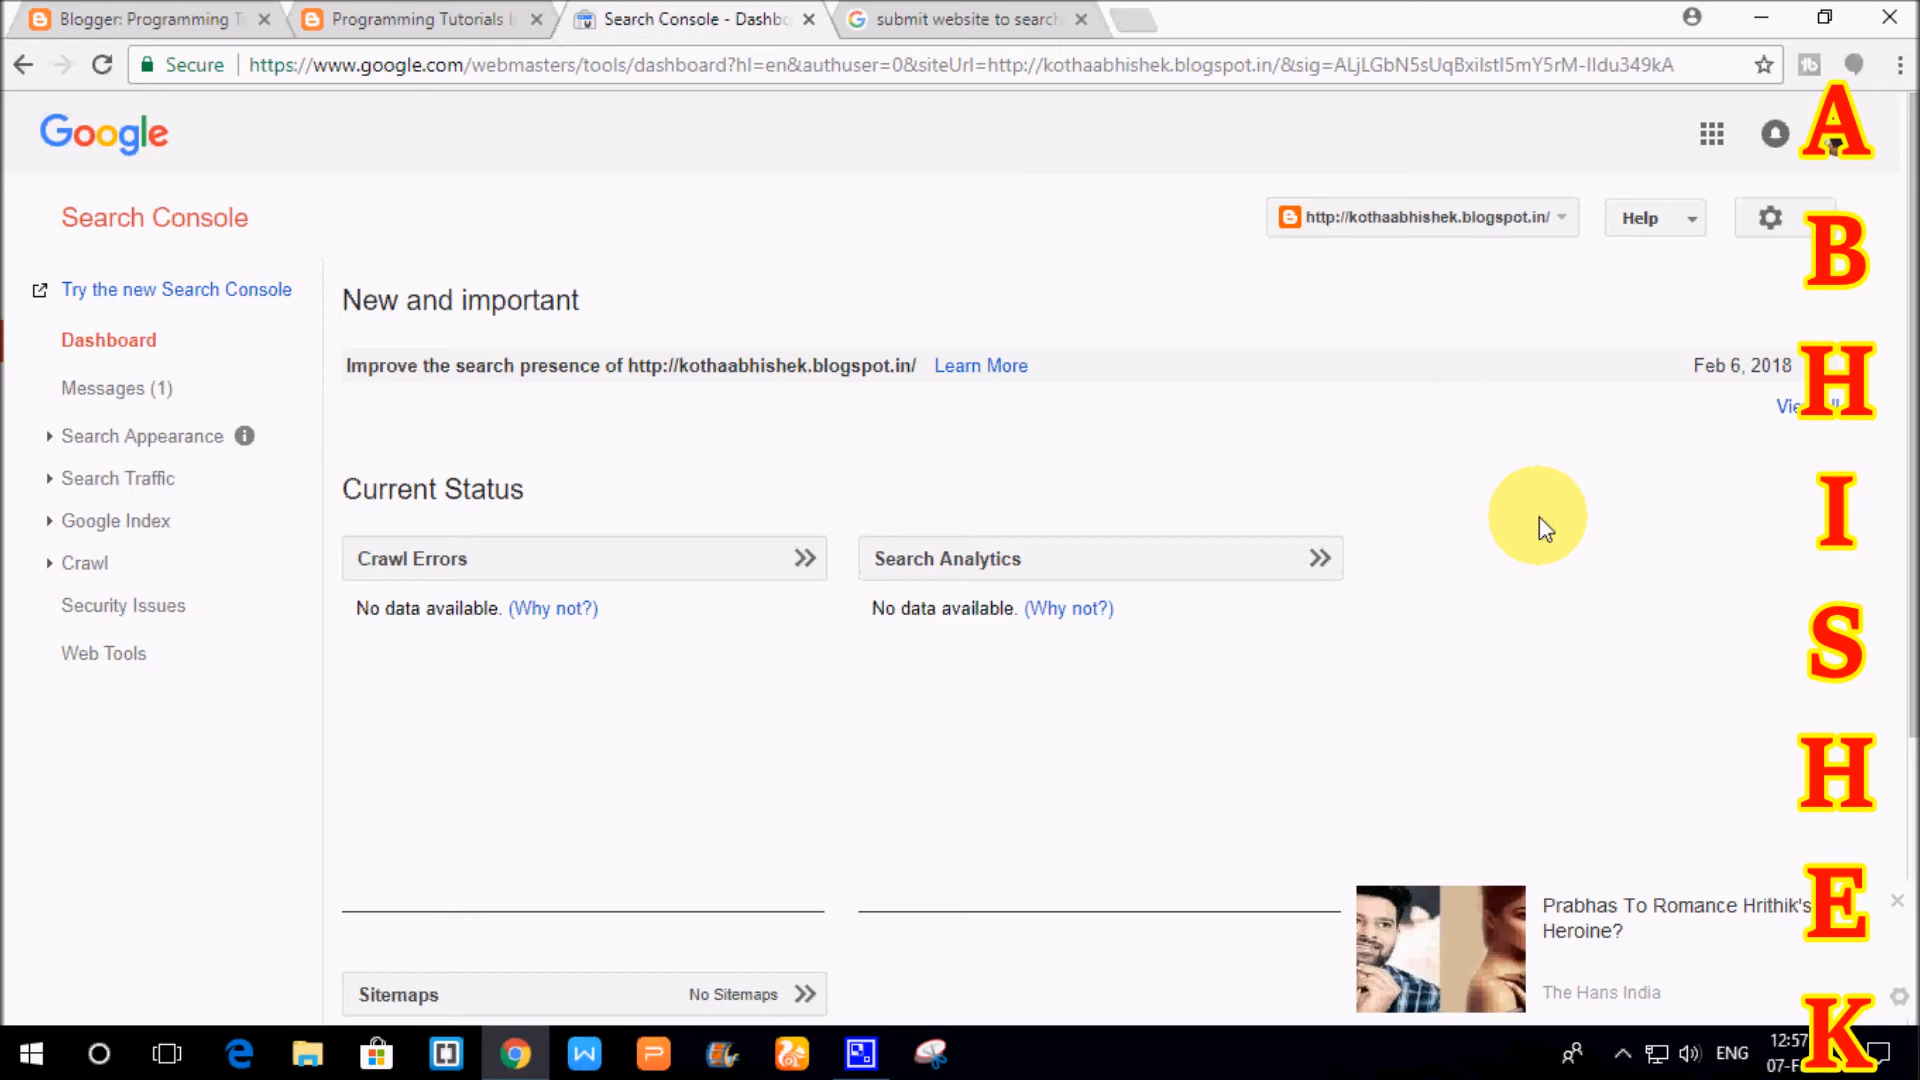 Blogger: Programming T
Programming Tutorials I
Search Console - Dashbo
submit website to search
Secure
https://www.google.com/webmasters/tools/dashboard?hl=en&authuser=0&siteUrl=http://kothaabhishek.blogspot.in/&sig=ALjLGbN5sUqBxilstI5mY5rM-IIdu349kA
Google
Search Console
http://kothaabhishek.blogspot.in/
Help
Try the new Search Console
Dashboard
Messages (1)
Search Appearance
Search Traffic
Google Index
Crawl
Security Issues
Web Tools
New and important
Improve the search presence of http://kothaabhishek.blogspot.in/ Learn More Feb 6, 2018
Current Status
Crawl Errors
No data available. (Why not?)
Search Analytics
No data available. (Why not?)
Sitemaps No Sitemaps
Prabhas To Romance Hrithik's
Heroine?
The Hans India
ENG
12:57
A
B
H
I
S
H
E
K